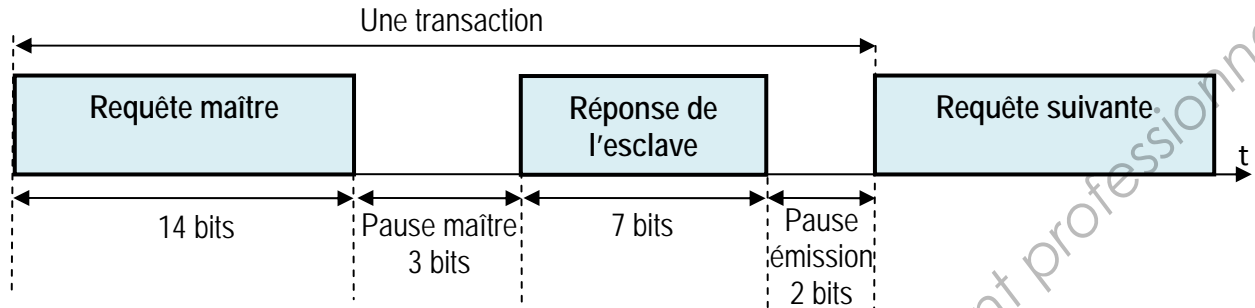 Une transaction
Requête maître
Réponse de
l'esclave
Requête suivante
t
14 bits
Pause maître
3 bits
7 bits
Pause
émission
2 bits